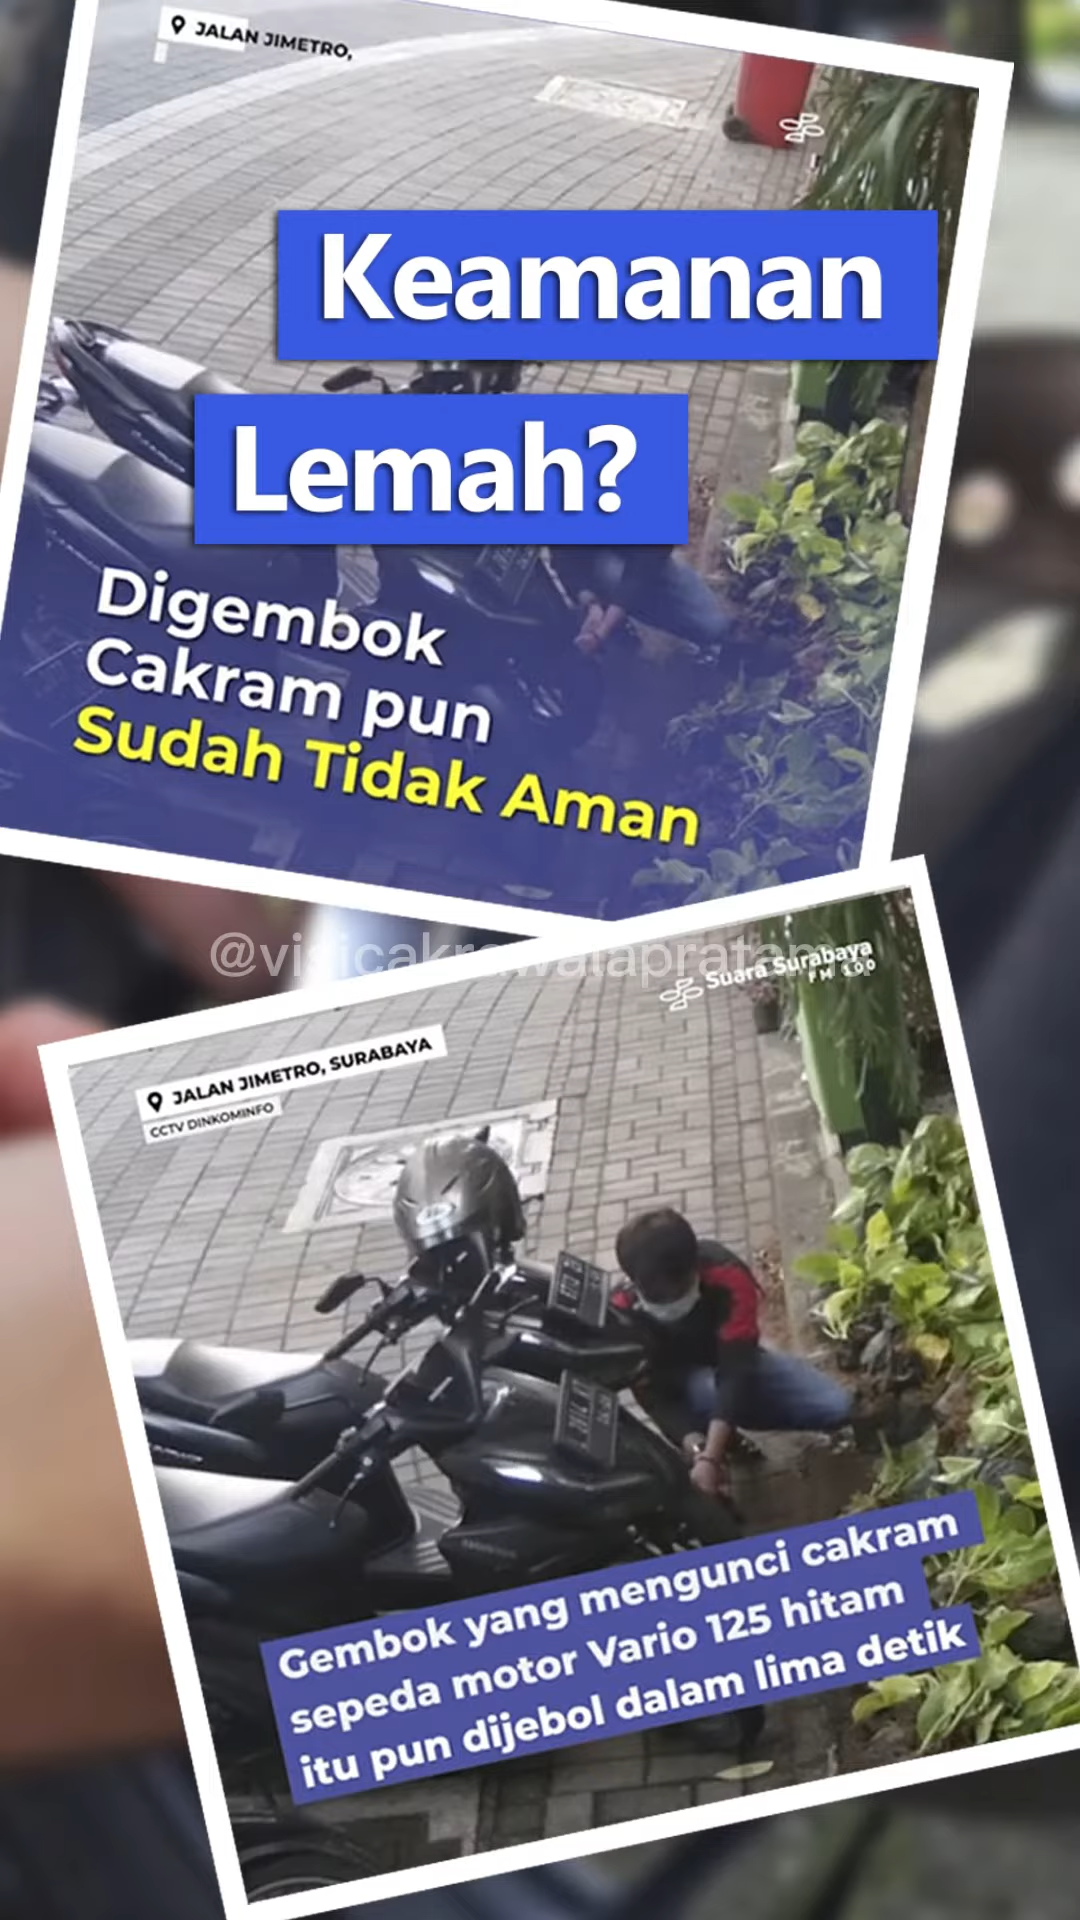 JALAN JIMETRO,
Keamanan
Lemah?
Digembok
Cakram pun
Sudah Tidak Aman
@visicakrawalapratama
Suara Surabaya
FM 100
JALAN JIMETRO, SURABAYA
CCTV DINKOMINFO
Gembok yang mengunci cakram
sepeda motor Vario 125 hitam
itu pun dijebol dalam lima detik